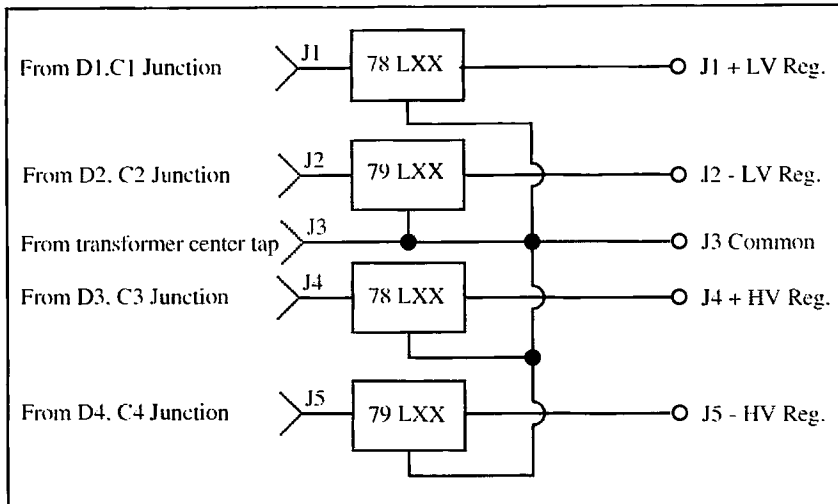 From D1.C1 Junction J1 78 LXX J1 + LV Reg.
From D2. C2 Junction J2 79 LXX J2 - LV Reg.
From transformer center tap J3 J3 Common
From D3. C3 Junction J4 78 LXX J4 + HV Reg.
From D4. C4 Junction J5 79 LXX J5 - HV Reg.